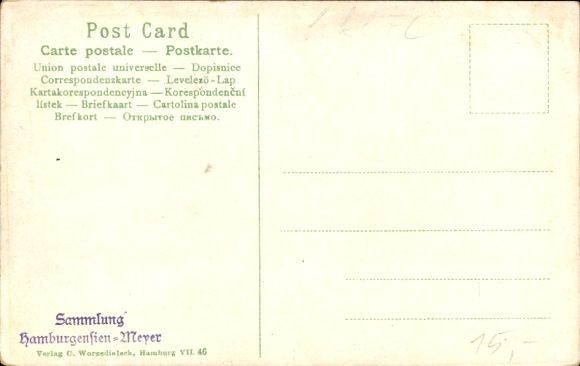 Post Card
Carte postale — Postkarte.
Union postale universelle — Dopisnice
Correspondenzkarte — Levelező-Lap
Kartakorespondencyjna — Korespondenční
lístek — Briefkaart — Cartolina postale
Brefkort — Открытое письмо.
Sammlung
Hamburgensien=Meyer
Verlag C. Worzedialeck, Hamburg VII. 46
15,-